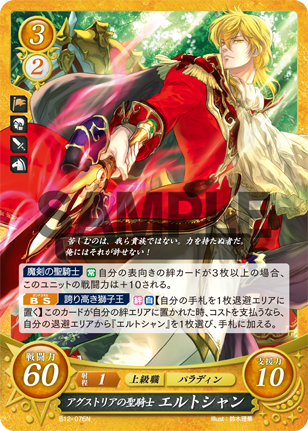 3
2
SAMPLE
苦しむのは、我ら貴族ではない。力を持たぬ者だ。
俺にはそれが許せない!
魔剣の聖騎士 常 自分の表向きの絆カードが3枚以上の場合、
このユニットの戦闘力は+10される。
BS 誇り高き獅子王 絆 自 【自分の手札を1枚退避エリアに
置く】このカードが自分の絆エリアに置かれた時、コストを支払うなら、
自分の退避エリアから「エルトシャン」を1枚選び、手札に加える。
戦闘力
60
射程 1
上級職
パラディン
支援力
10
アグストリアの聖騎士 エルトシャン
B12-076N
Illust:鈴木理華